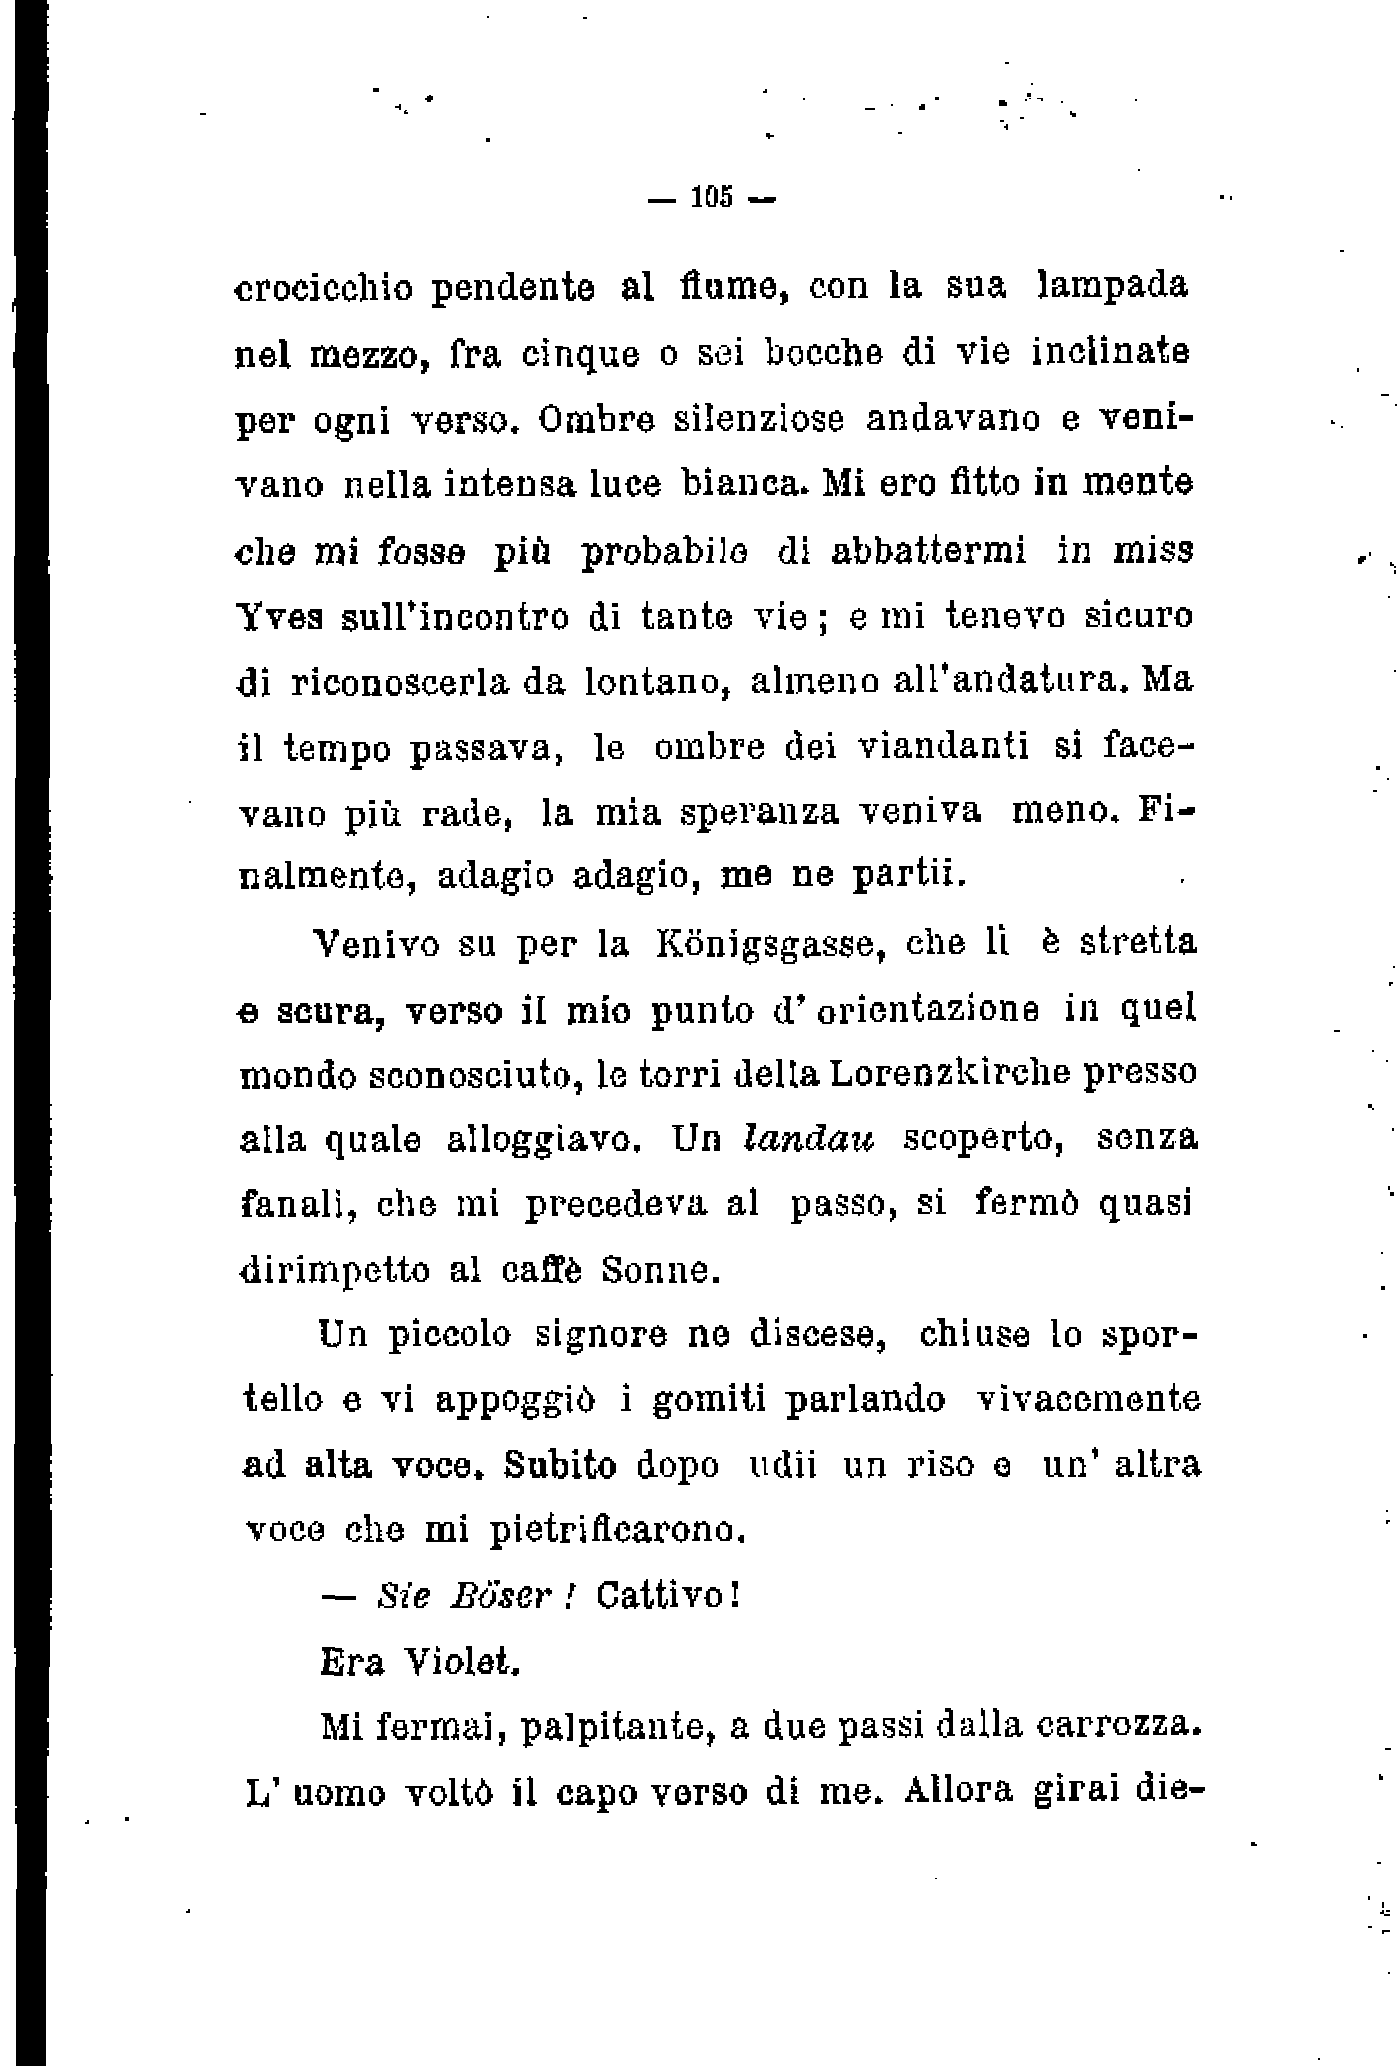 — 105 —
crocicchio pendente al fiume, con la sua lampada
nel mezzo, fra cinque o sei bocche di vie inclinate
per ogni verso. Ombre silenziose andavano e veni-
vano nella intensa luce bianca. Mi ero fitto in mente
che mi fosse più probabile di abbattermi in miss
Yves sull'incontro di tante vie; e mi tenevo sicuro
di riconoscerla da lontano, almeno all'andatura. Ma
il tempo passava, le ombre dei viandanti si face-
vano più rade, la mia speranza veniva meno. Fi-
nalmente, adagio adagio, me ne partii.
Venivo su per la Königsgasse, che lì è stretta
e scura, verso il mio punto d' orientazione in quel
mondo sconosciuto, le torri della Lorenzkirche presso
alla quale alloggiavo. Un landau scoperto, senza
fanali, che mi precedeva al passo, si fermò quasi
dirimpetto al caffè Sonne.
Un piccolo signore ne discese, chiuse lo spor-
tello e vi appoggiò i gomiti parlando vivacemente
ad alta voce. Subito dopo udii un riso e un' altra
voce che mi pietrificarono.
— Sie Böser! Cattivo!
Era Violet.
Mi fermai, palpitante, a due passi dalla carrozza.
L' uomo voltò il capo verso di me. Allora girai die-